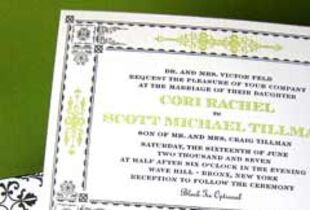 DR. AND MRS. VICTOR FELD
REQUEST THE PLEASURE OF YOUR COMPANY
AT THE MARRIAGE OF THEIR DAUGHTER
CORI RACHEL
TO
SCOTT MICHAEL TILLMA
SON OF MR. AND MRS. CRAIG TILLMAN
SATURDAY, THE SIXTEENTH OF JUNE
TWO THOUSAND AND SEVEN
AT HALF AFTER SIX O'CLOCK IN THE EVENING
WAVE HILL - BRONX, NEW YORK
RECEPTION TO FOLLOW THE CEREMONY
Black Tie Optional